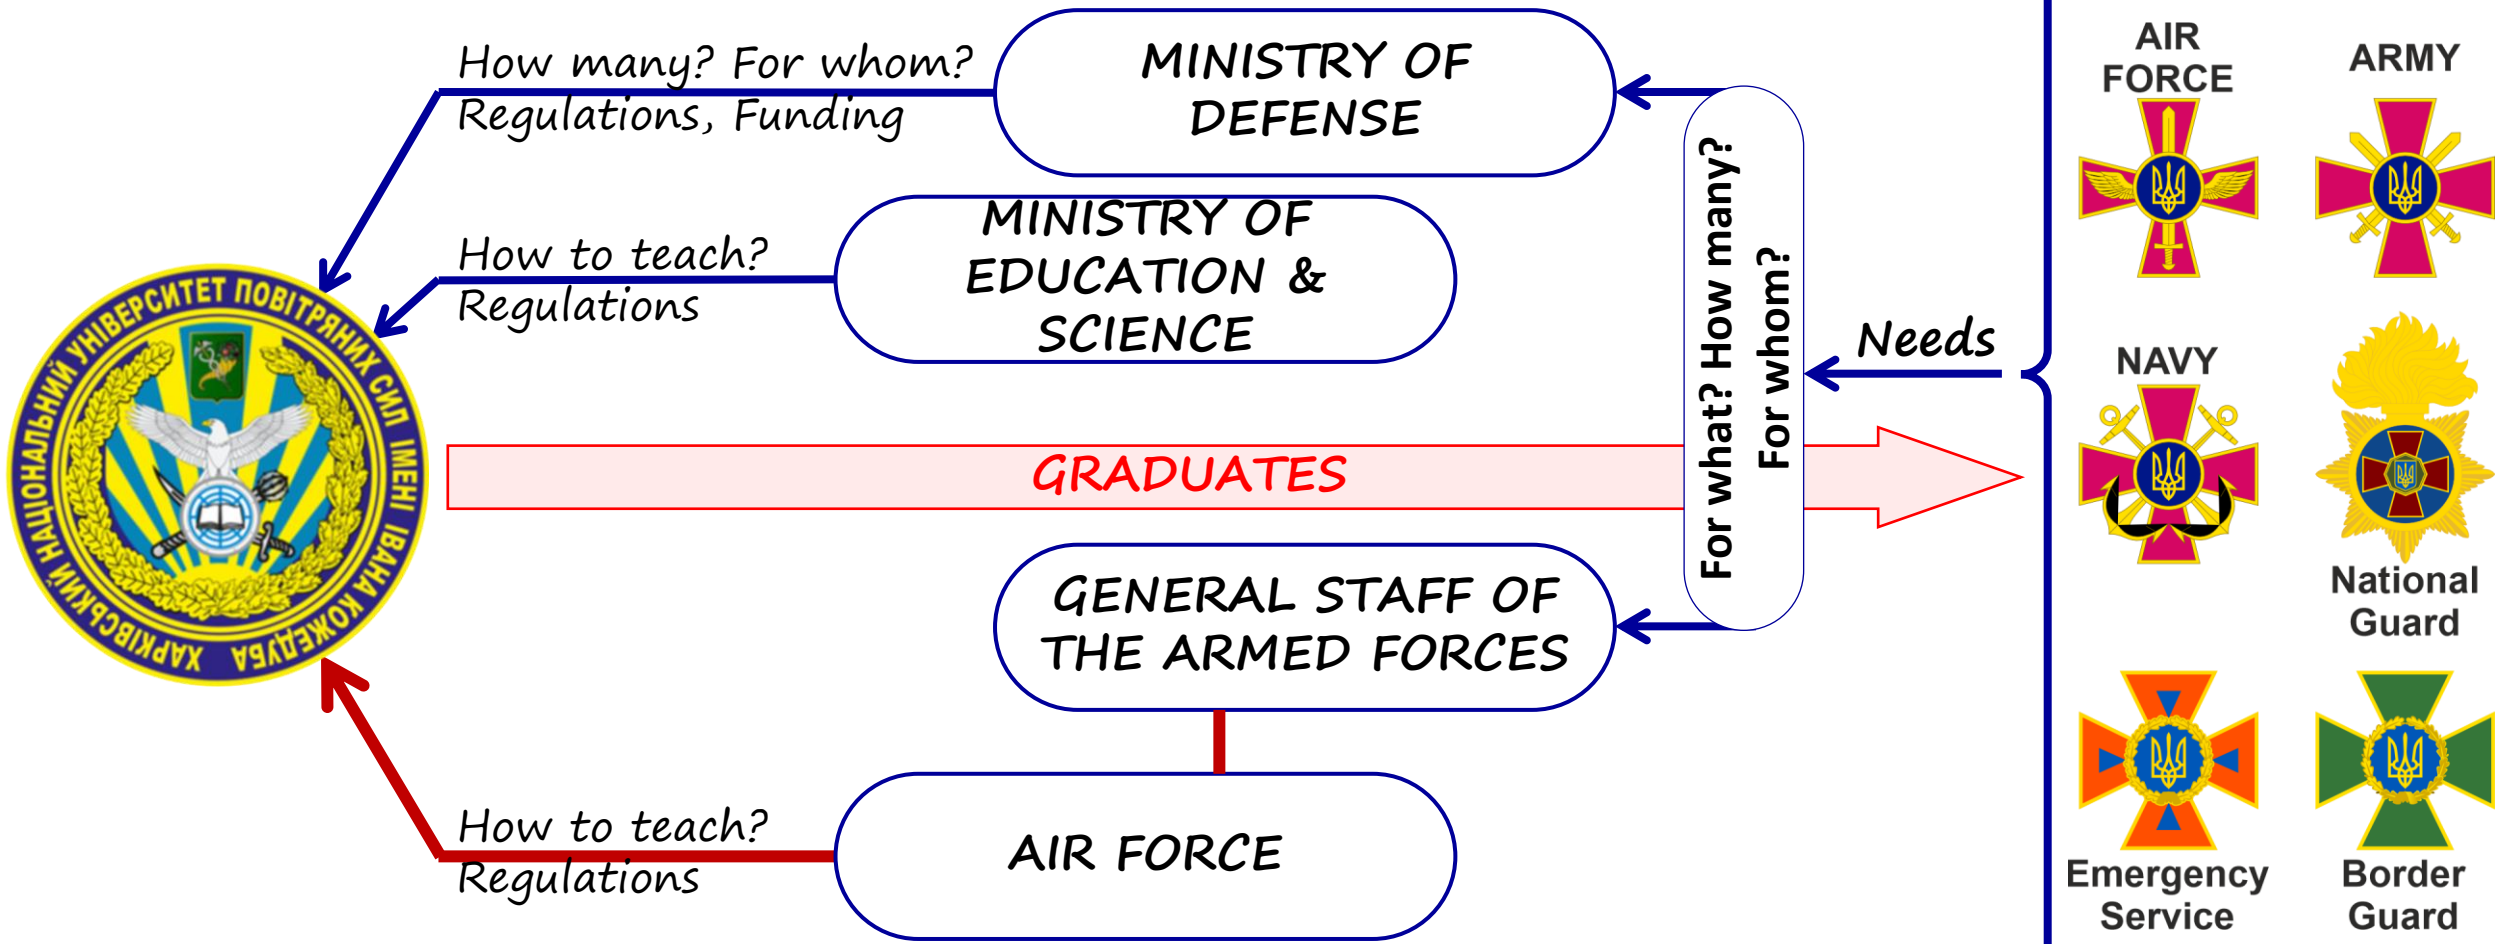 How many? For whom?
Regulations, Funding
MINISTRY OF
DEFENSE
How to teach?
Regulations
MINISTRY OF
EDUCATION &
SCIENCE
ХАРКІВСЬКИЙ НАЦІОНАЛЬНИЙ УНІВЕРСИТЕТ ПОВІТРЯНИХ СИЛ ІМЕНІ ІВАНА КОЖЕДУБА
GRADUATES
GENERAL STAFF OF
THE ARMED FORCES
How to teach?
Regulations
AIR FORCE
For what? How many?
For whom?
Needs
AIR
FORCE
ARMY
NAVY
National
Guard
Emergency
Service
Border
Guard